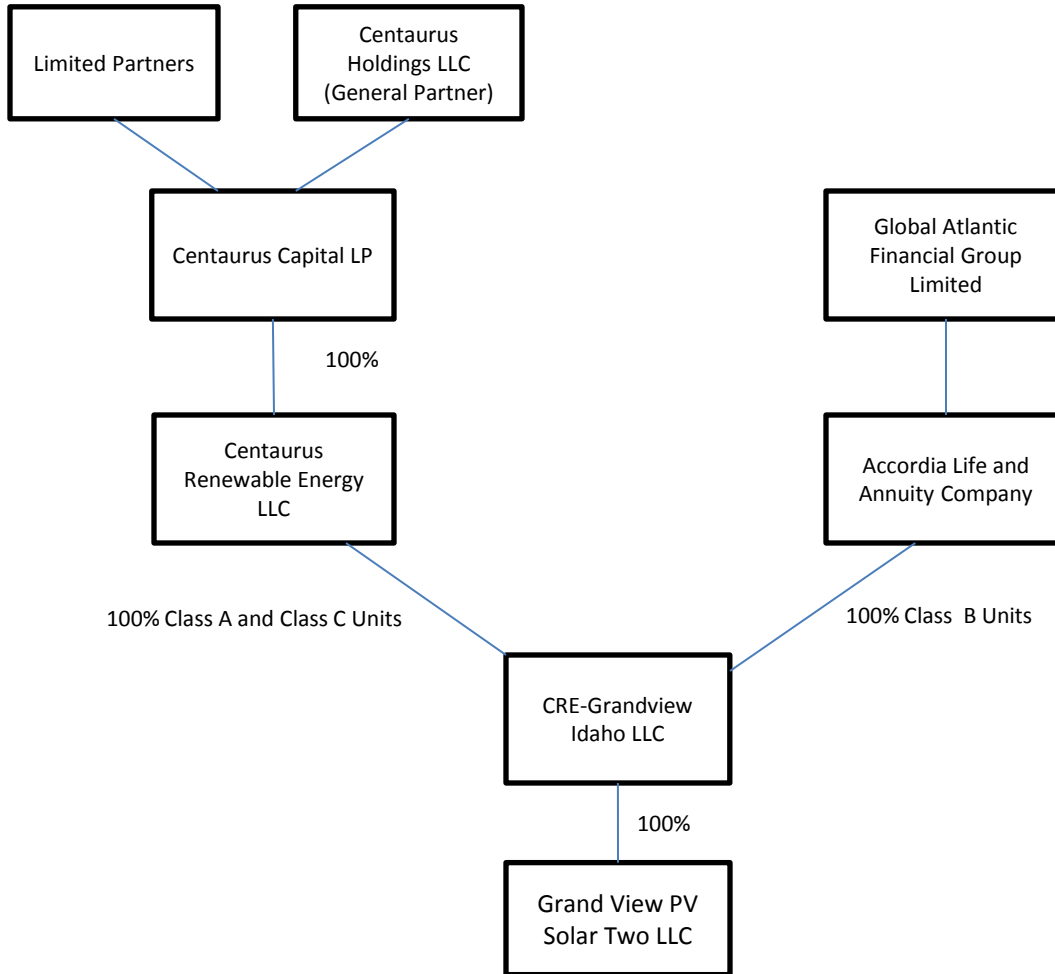 Limited Partners
Centaurus
Holdings LLC
(General Partner)
Centaurus Capital LP
Global Atlantic
Financial Group
Limited
100%
Centaurus
Renewable Energy
LLC
Accordia Life and
Annuity Company
100% Class A and Class C Units
100% Class  B Units
CRE-Grandview
Idaho LLC
100%
Grand View PV
Solar Two LLC